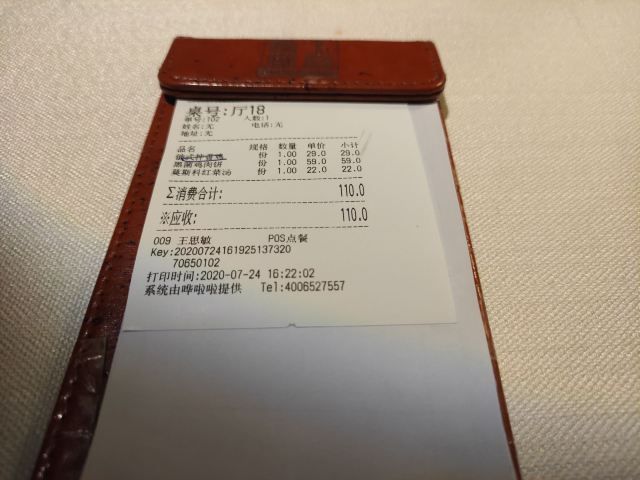 桌号:厅18
单号:102 人数:1
姓名:无 电话:无
地址:无
品名 规格 数量 单价 小计
份 1.00 29.0 29.0
黑菌鸡肉饼 份 1.00 59.0 59.0
莫斯科红菜汤 份 1.00 22.0 22.0
Σ消费合计: 110.0
※应收: 110.0
009 王思敏 POS点餐
Key:20200724161925137320
70650102
打印时间:2020-07-24 16:22:02
系统由哗啦啦提供 Tel:4006527557